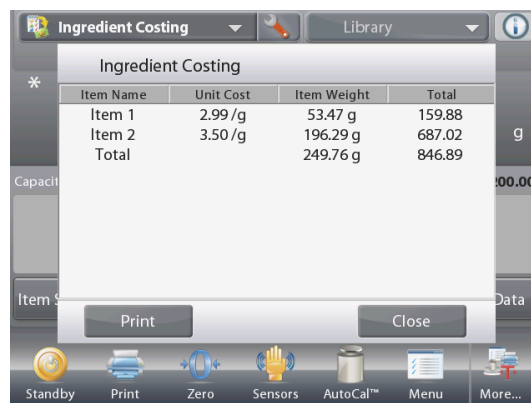 Ingredient Costing Library
Ingredient Costing
*
Item Name Unit Cost Item Weight Total
Item 1 2.99 /g 53.47 g 159.88
Item 2 3.50 /g 196.29 g 687.02
Total 249.76 g 846.89
g
Item Data
Print Close
Standby Print Zero Sensors AutoCal™ Menu More...